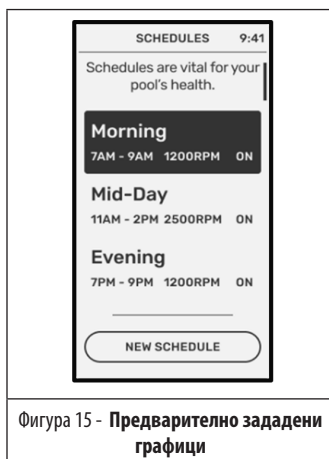 SCHEDULES 9:41
Schedules are vital for your
pool's health.
Morning
7AM - 9AM 1200RPM ON
Mid-Day
11AM - 2PM 2500RPM ON
Evening
7PM - 9PM 1200RPM ON
NEW SCHEDULE
Фигура 15 - Предварително зададени
графици